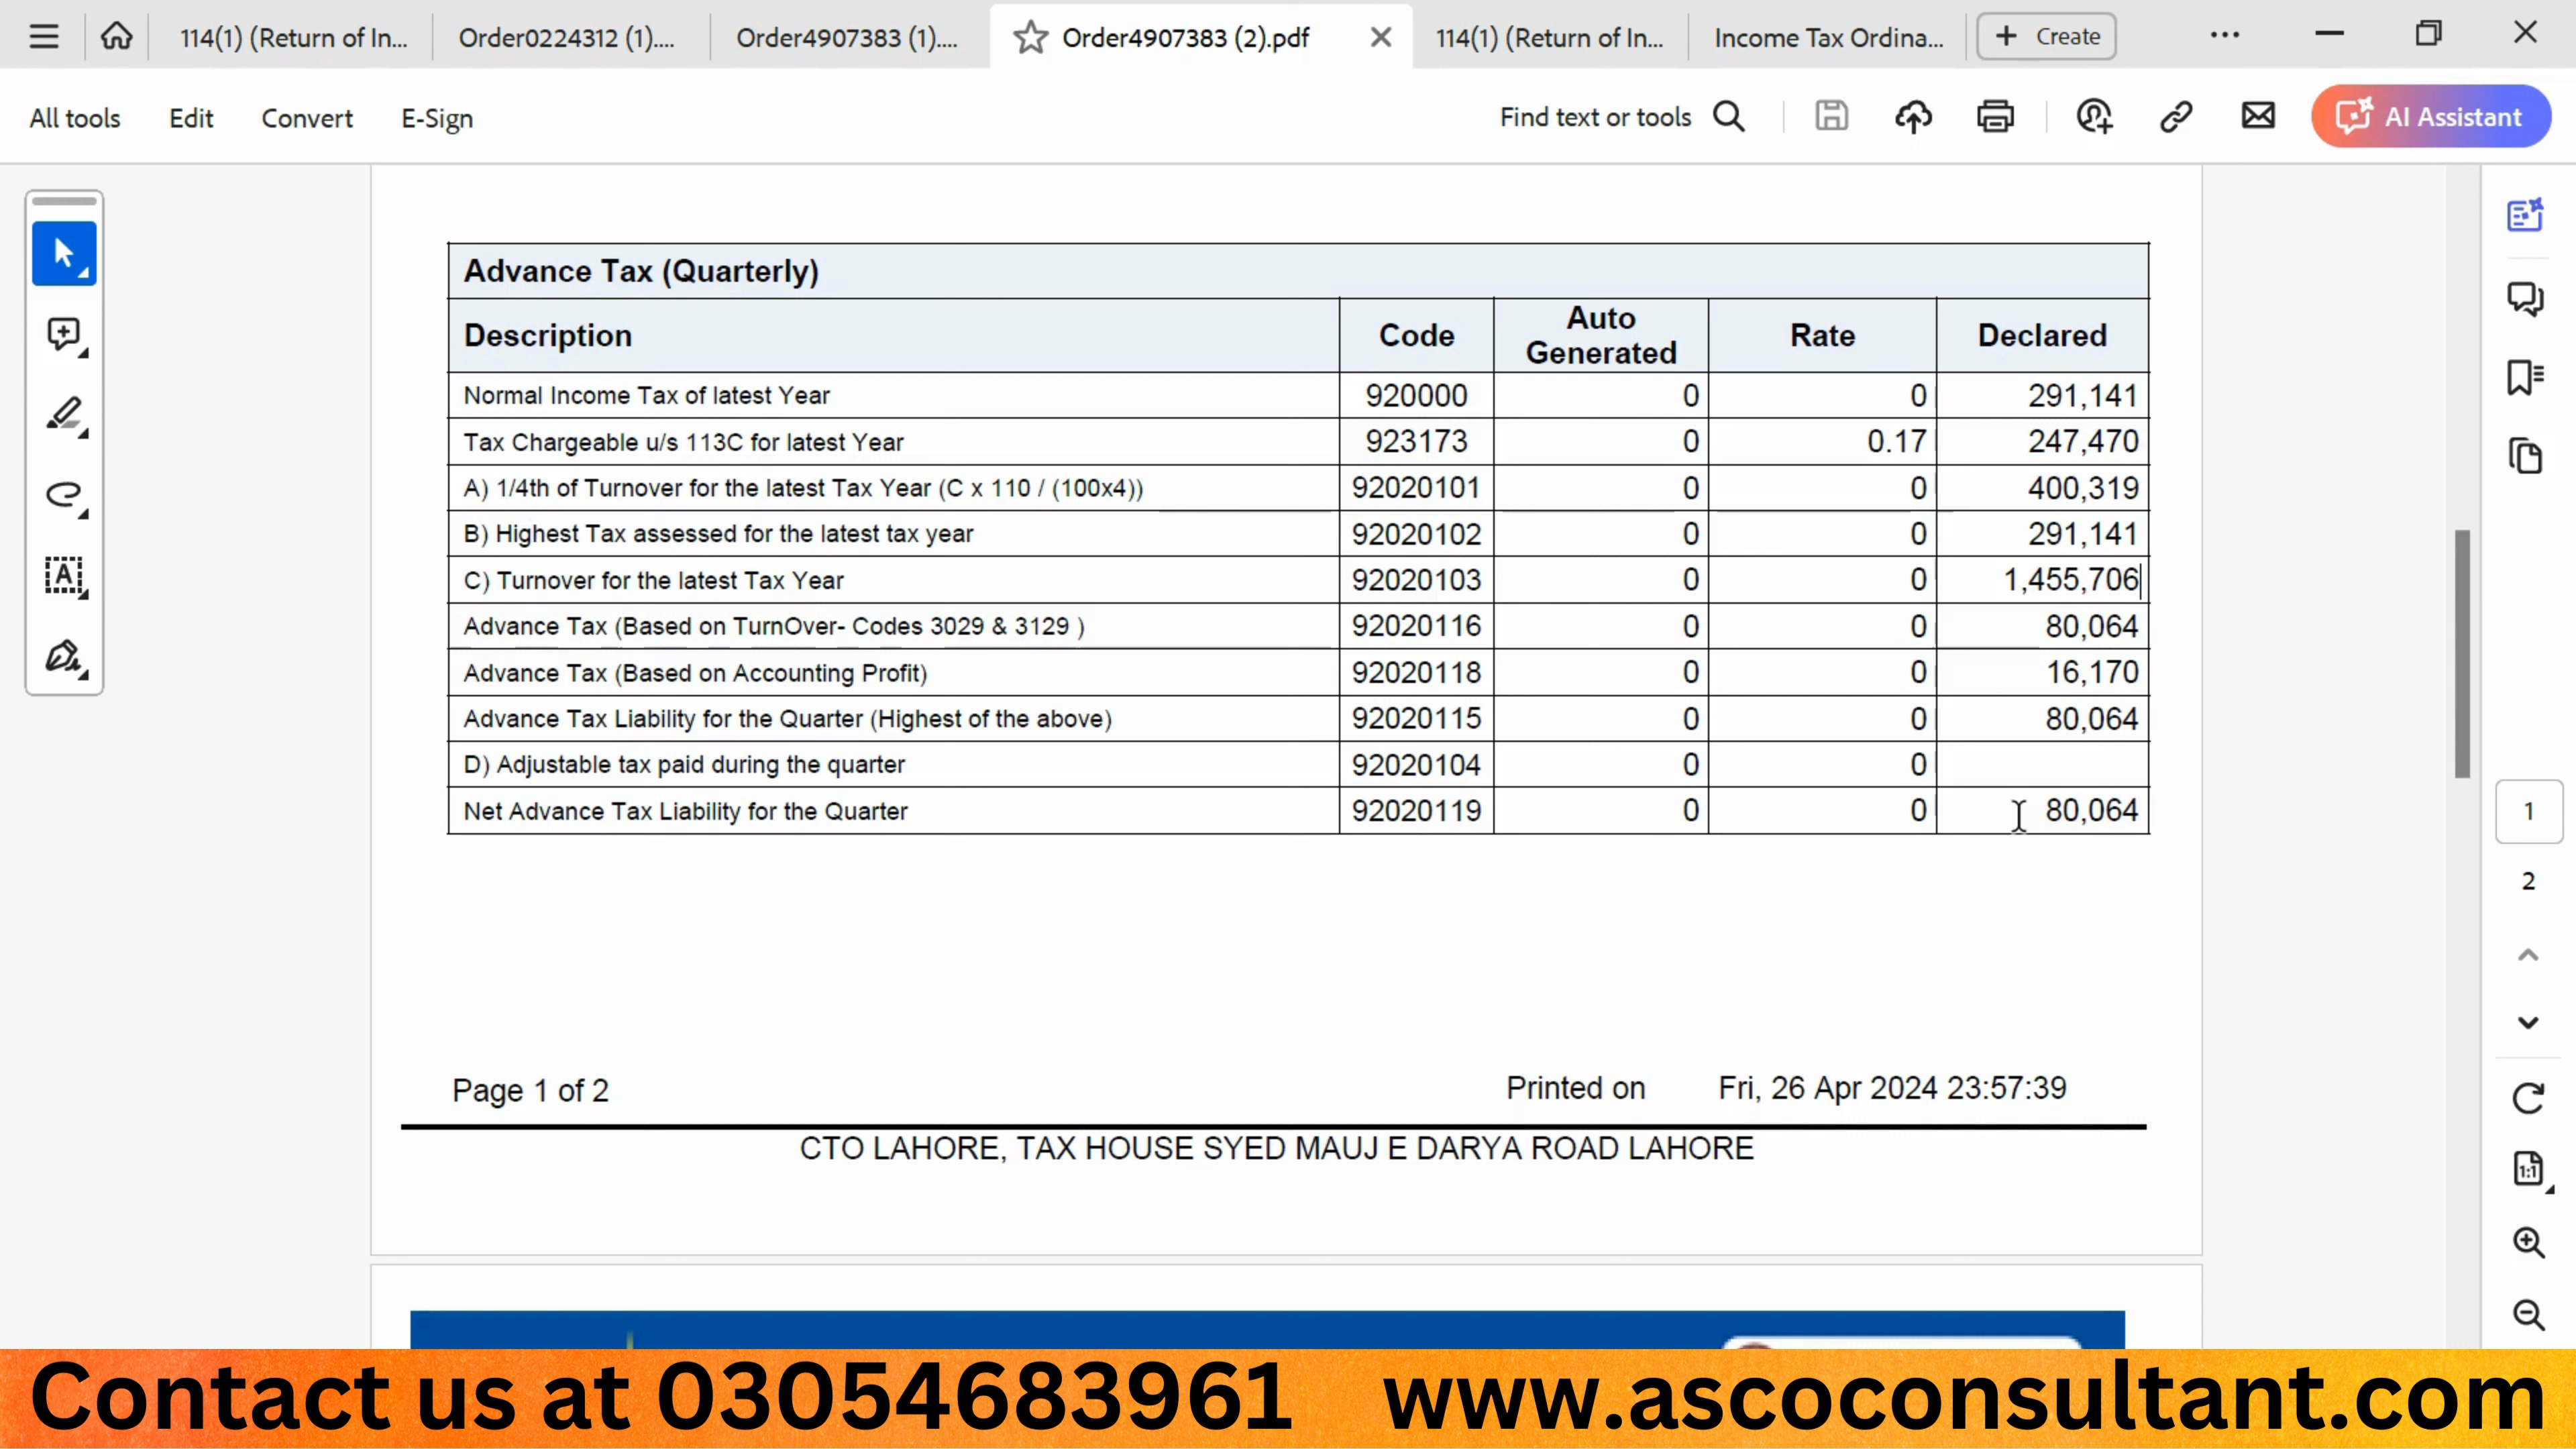 114(1) (Return of In... Order0224312 (1).... Order4907383 (1).... Order4907383 (2).pdf 114(1) (Return of In... Income Tax Ordina... + Create
All tools Edit Convert E-Sign Find text or tools AI Assistant
Advance Tax (Quarterly)
Description Code Auto Generated Rate Declared
Normal Income Tax of latest Year 920000 0 0 291,141
Tax Chargeable u/s 113C for latest Year 923173 0 0.17 247,470
A) 1/4th of Turnover for the latest Tax Year (C x 110 / (100x4)) 92020101 0 0 400,319
B) Highest Tax assessed for the latest tax year 92020102 0 0 291,141
C) Turnover for the latest Tax Year 92020103 0 0 1,455,706
Advance Tax (Based on TurnOver- Codes 3029 & 3129 ) 92020116 0 0 80,064
Advance Tax (Based on Accounting Profit) 92020118 0 0 16,170
Advance Tax Liability for the Quarter (Highest of the above) 92020115 0 0 80,064
D) Adjustable tax paid during the quarter 92020104 0 0
Net Advance Tax Liability for the Quarter 92020119 0 0 80,064
1
2
Page 1 of 2 Printed on Fri, 26 Apr 2024 23:57:39
CTO LAHORE, TAX HOUSE SYED MAUJ E DARYA ROAD LAHORE
Contact us at 03054683961 www.ascoconsultant.com